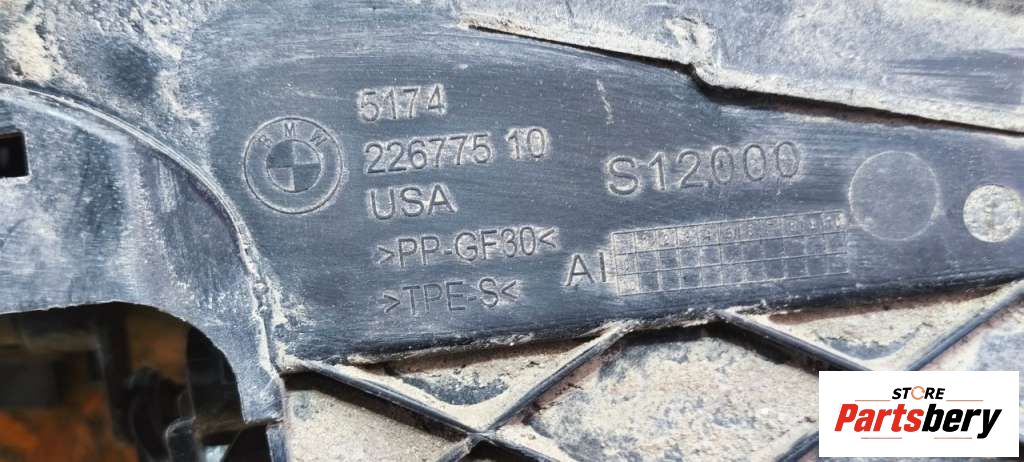 BMW
5174
226775 10
USA
>PP-GF30<
>TPE-S<
S12000
AI
STORE
Partsbery